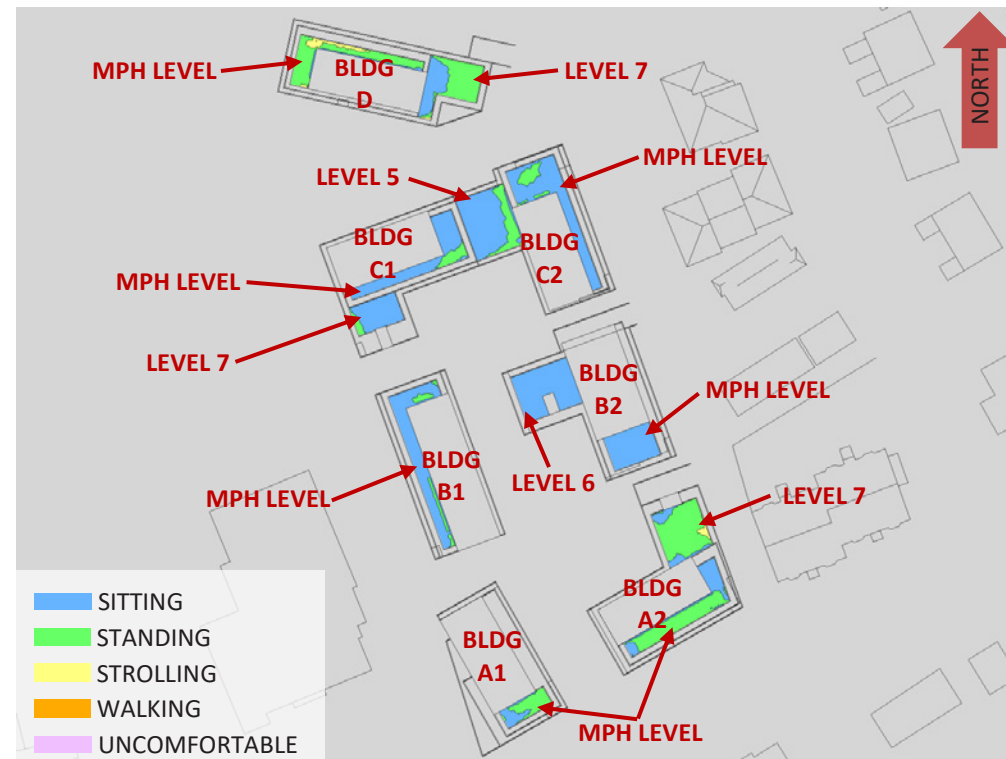 MPH LEVEL
BLDG
D
LEVEL 7
NORTH
LEVEL 5
MPH LEVEL
BLDG
C1
BLDG
C2
MPH LEVEL
LEVEL 7
BLDG
B2
MPH LEVEL
BLDG
B1
MPH LEVEL
LEVEL 6
LEVEL 7
BLDG
A2
BLDG
A1
MPH LEVEL
SITTING
STANDING
STROLLING
WALKING
UNCOMFORTABLE